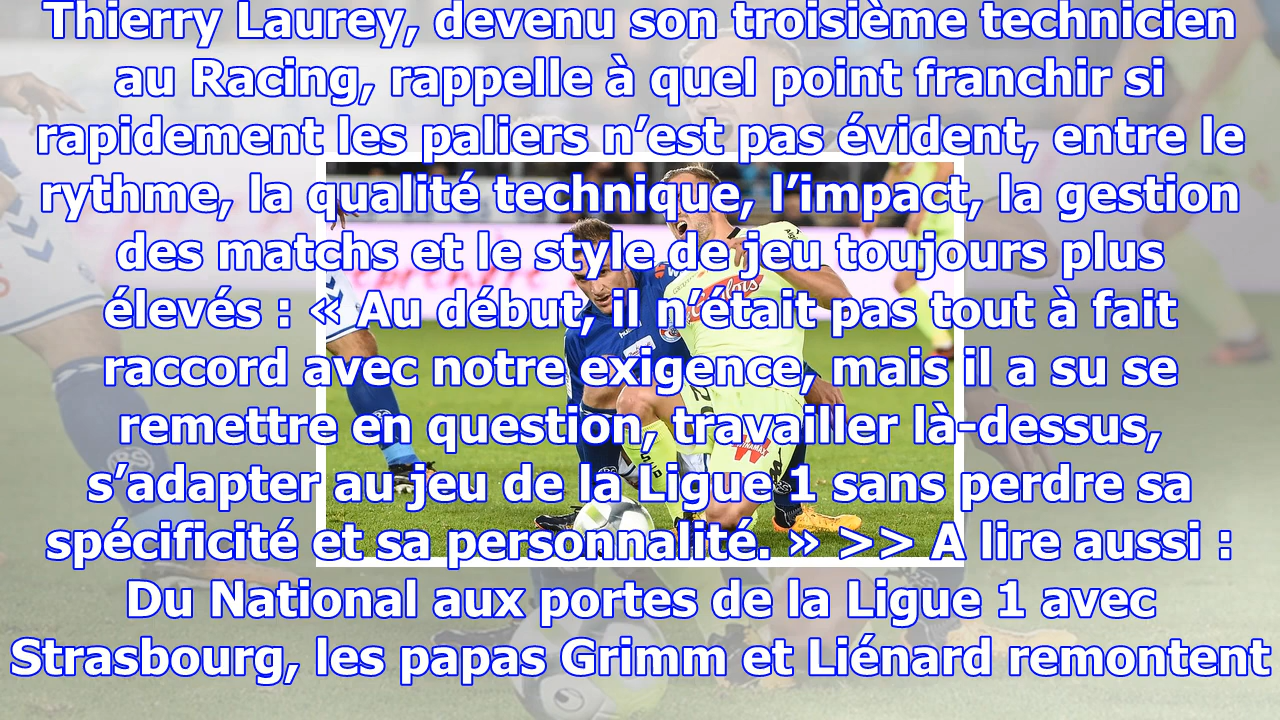 Thierry Laurey, devenu son troisième technicien
au Racing, rappelle à quel point franchir si
rapidement les paliers n’est pas évident, entre le
rythme, la qualité technique, l’impact, la gestion
des matchs et le style de jeu toujours plus
élevés : « Au début, il n’était pas tout à fait
raccord avec notre exigence, mais il a su se
remettre en question, travailler là-dessus,
s’adapter au jeu de la Ligue 1 sans perdre sa
spécificité et sa personnalité. » >> A lire aussi :
Du National aux portes de la Ligue 1 avec
Strasbourg, les papas Grimm et Liénard remontent